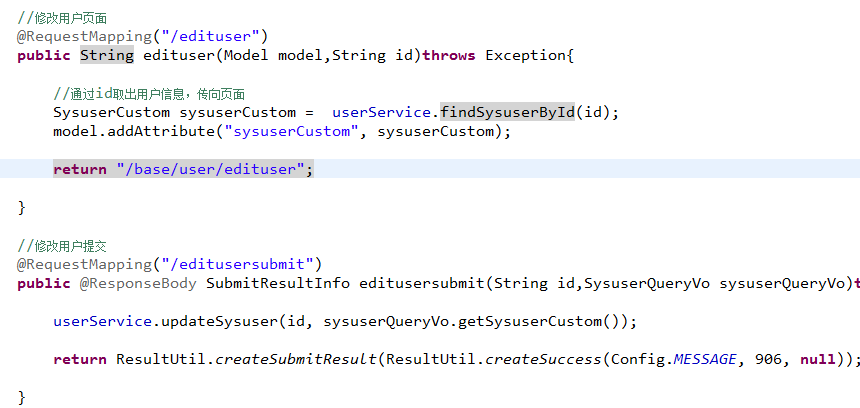 //修改用户页面
@RequestMapping("/edituser")
public String edituser(Model model,String id)throws Exception{
//通过id取出用户信息，传向页面
SysuserCustom sysuserCustom =  userService.findSysuserById(id);
model.addAttribute("sysuserCustom", sysuserCustom);
return "/base/user/edituser";
}
//修改用户提交
@RequestMapping("/editusersubmit")
public @ResponseBody SubmitResultInfo editusersubmit(String id,SysuserQueryVo sysuserQueryVo)t
userService.updateSysuser(id, sysuserQueryVo.getSysuserCustom());
return ResultUtil.createSubmitResult(ResultUtil.createSuccess(Config.MESSAGE, 906, null));
}